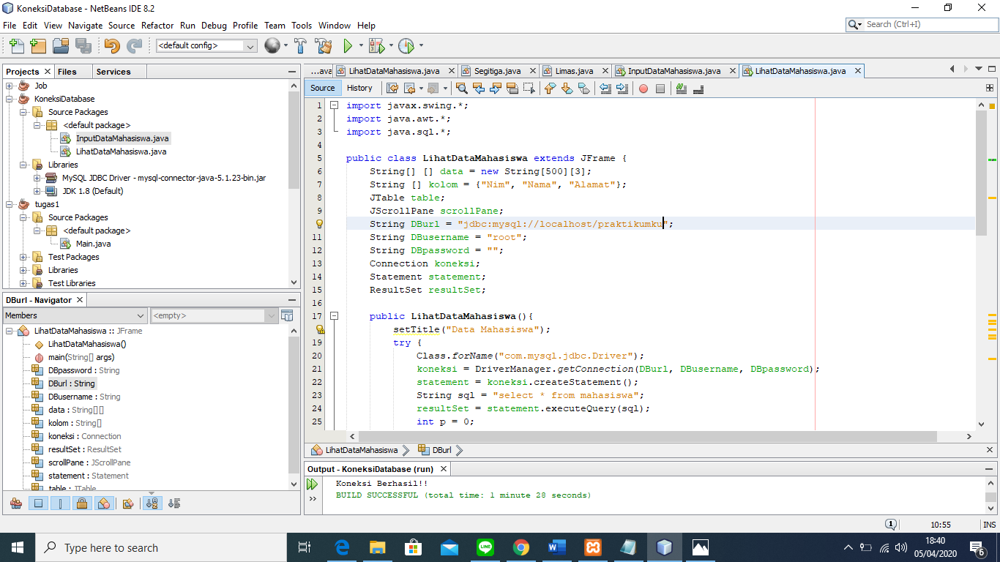 KoneksiDatabase - NetBeans IDE 8.2
File Edit View Navigate Source Refactor Run Debug Profile Team Tools Window Help
Search (Ctrl+I)
<default config>
Projects Files Services
Job
KoneksiDatabase
Source Packages
<default package>
InputDataMahasiswa.java
LihatDataMahasiswa.java
Libraries
MySQL JDBC Driver - mysql-connector-java-5.1.23-bin.jar
JDK 1.8 (Default)
tugas1
Source Packages
<default package>
Main.java
Test Packages
Libraries
Test Libraries
DBurl - Navigator
Members <empty>
LihatDataMahasiswa :: JFrame
LihatDataMahasiswa()
main(String[] args)
DBpassword : String
DBurl : String
DBusername : String
data : String[][]
kolom : String[]
koneksi : Connection
resultSet : ResultSet
scrollPane : JScrollPane
statement : Statement
table : JTable
...ava LihatDataMahasiswa.java Segitiga.java Limas.java InputDataMahasiswa.java LihatDataMahasiswa.java
Source History
1 import javax.swing.*;
2 import java.awt.*;
3 import java.sql.*;
4
5 public class LihatDataMahasiswa extends JFrame {
6 String[] [] data = new String[500][3];
7 String [] kolom = {"Nim", "Nama", "Alamat"};
8 JTable table;
9 JScrollPane scrollPane;
String DBurl = "jdbc:mysql://localhost/praktikumku";
11 String DBusername = "root";
12 String DBpassword = "";
13 Connection koneksi;
14 Statement statement;
15 ResultSet resultSet;
16
17 public LihatDataMahasiswa(){
setTitle("Data Mahasiswa");
19 try {
20 Class.forName("com.mysql.jdbc.Driver");
21 koneksi = DriverManager.getConnection(DBurl, DBusername, DBpassword);
22 statement = koneksi.createStatement();
23 String sql = "select * from mahasiswa";
24 resultSet = statement.executeQuery(sql);
25 int p = 0;
LihatDataMahasiswa DBurl
Output - KoneksiDatabase (run)
Koneksi Berhasil!!
BUILD SUCCESSFUL (total time: 1 minute 28 seconds)
1 10:55 INS
Type here to search
LINE
18:40
05/04/2020
6